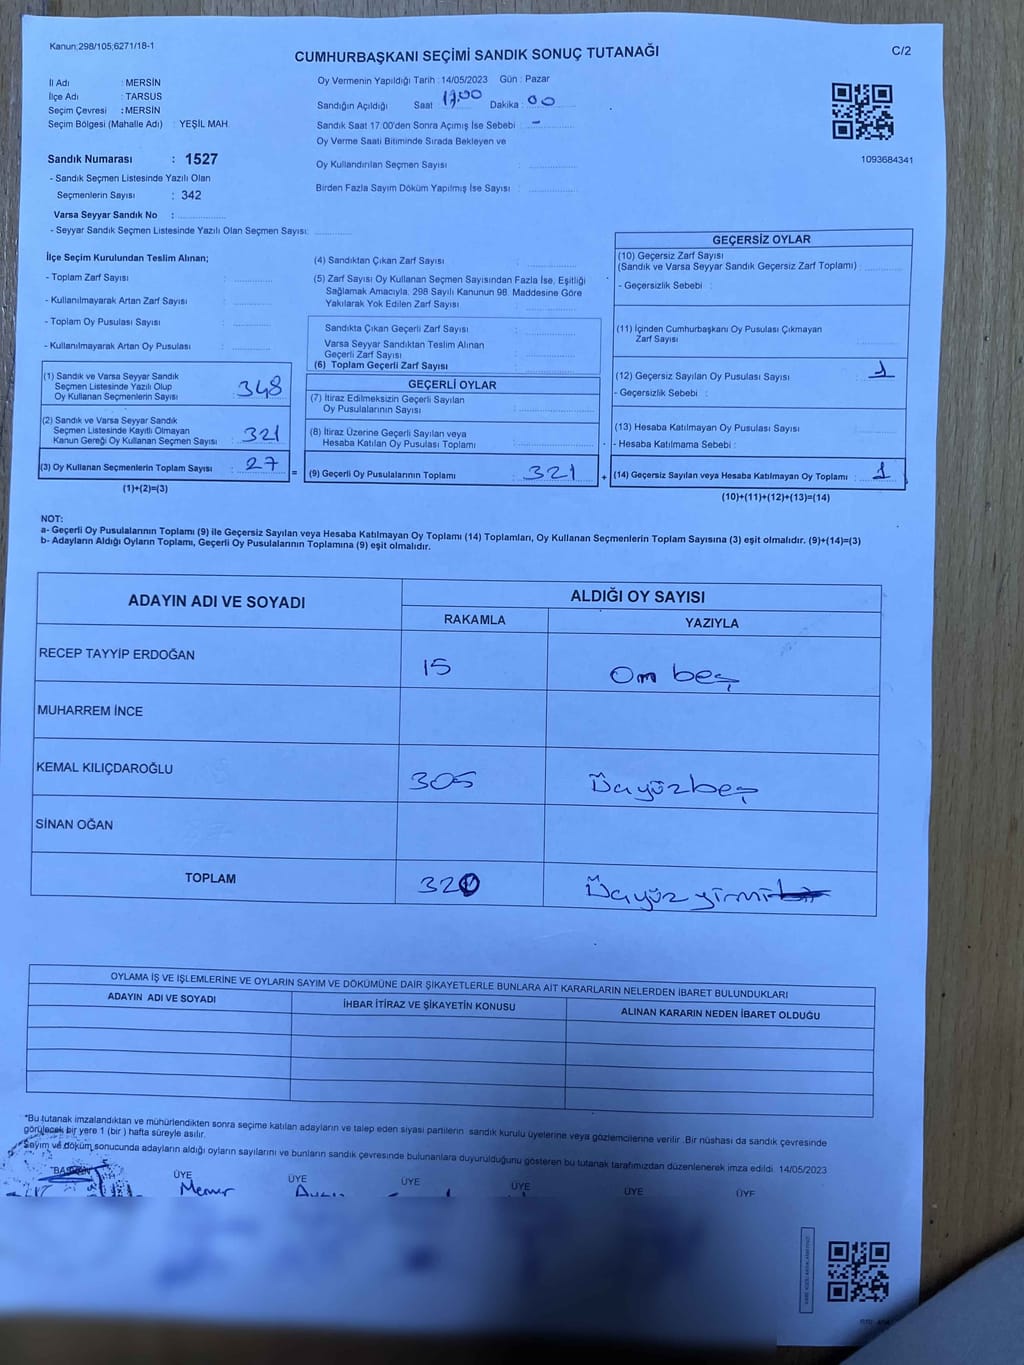 Kanun:298/105;6271/18-1
CUMHURBAŞKANI SEÇİMİ SANDIK SONUÇ TUTANAĞI
C/2
İl Adı : MERSİN
İlçe Adı : TARSUS
Seçim Çevresi : MERSİN
Seçim Bölgesi (Mahalle Adı) : YEŞİL MAH.
Oy Vermenin Yapıldığı Tarih : 14/05/2023 Gün : Pazar
Sandığın Açıldığı Saat 17.00 Dakika : 00
Sandık Saat 17:00'den Sonra Açımış İse Sebebi : -
Oy Verme Saati Bitiminde Sırada Bekleyen ve
Oy Kullandırılan Seçmen Sayısı :
Birden Fazla Sayım Döküm Yapılmış İse Sayısı :
1093684341
Sandık Numarası : 1527
- Sandık Seçmen Listesinde Yazılı Olan
Seçmenlerin Sayısı : 342
Varsa Seyyar Sandık No :
- Seyyar Sandık Seçmen Listesinde Yazılı Olan Seçmen Sayısı:
İlçe Seçim Kurulundan Teslim Alınan;
- Toplam Zarf Sayısı :
- Kullanılmayarak Artan Zarf Sayısı :
- Toplam Oy Pusulası Sayısı :
- Kullanılmayarak Artan Oy Pusulası :
(1) Sandık ve Varsa Seyyar Sandık
Seçmen Listesinde Yazılı Olup
Oy Kullanan Seçmenlerin Sayısı : 348
(2) Sandık ve Varsa Seyyar Sandık
Seçmen Listesinde Kayıtlı Olmayan
Kanun Gereği Oy Kullanan Seçmen Sayısı : 321
(3) Oy Kullanan Seçmenlerin Toplam Sayısı : 27
(1)+(2)=(3)
(4) Sandıktan Çıkan Zarf Sayısı :
(5) Zarf Sayısı Oy Kullanan Seçmen Sayısından Fazla İse, Eşitliği
Sağlamak Amacıyla, 298 Sayılı Kanunun 98. Maddesine Göre
Yakılarak Yok Edilen Zarf Sayısı :
Sandıkta Çıkan Geçerli Zarf Sayısı :
Varsa Seyyar Sandıktan Teslim Alınan
Geçerli Zarf Sayısı :
(6) Toplam Geçerli Zarf Sayısı :
GEÇERLİ OYLAR
(7) İtiraz Edilmeksizin Geçerli Sayılan
Oy Pusulalarının Sayısı :
(8) İtiraz Üzerine Geçerli Sayılan veya
Hesaba Katılan Oy Pusulası Toplamı :
= (9) Geçerli Oy Pusulalarının Toplamı : 321 +
GEÇERSİZ OYLAR
(10) Geçersiz Zarf Sayısı
(Sandık ve Varsa Seyyar Sandık Geçersiz Zarf Toplamı) :
- Geçersizlik Sebebi :
(11) İçinden Cumhurbaşkanı Oy Pusulası Çıkmayan
Zarf Sayısı :
(12) Geçersiz Sayılan Oy Pusulası Sayısı : 1
- Geçersizlik Sebebi :
(13) Hesaba Katılmayan Oy Pusulası Sayısı :
- Hesaba Katılmama Sebebi :
(14) Geçersiz Sayılan veya Hesaba Katılmayan Oy Toplamı : 1
(10)+(11)+(12)+(13)=(14)
NOT:
a- Geçerli Oy Pusulalarının Toplamı (9) ile Geçersiz Sayılan veya Hesaba Katılmayan Oy Toplamı (14) Toplamları, Oy Kullanan Seçmenlerin Toplam Sayısına (3) eşit olmalıdır. (9)+(14)=(3)
b- Adayların Aldığı Oyların Toplamı, Geçerli Oy Pusulalarının Toplamına (9) eşit olmalıdır.
ADAYIN ADI VE SOYADI
ALDIĞI OY SAYISI
RAKAMLA YAZIYLA
RECEP TAYYİP ERDOĞAN 15 On beş
MUHARREM İNCE
KEMAL KILIÇDAROĞLU 305 Üçyüzbeş
SİNAN OĞAN
TOPLAM 320 Üçyüz yirmi
OYLAMA İŞ VE İŞLEMLERİNE VE OYLARIN SAYIM VE DÖKÜMÜNE DAİR ŞİKAYETLERLE BUNLARA AİT KARARLARIN NELERDEN İBARET BULUNDUKLARI
ADAYIN ADI VE SOYADI İHBAR İTİRAZ VE ŞİKAYETİN KONUSU ALINAN KARARIN NEDEN İBARET OLDUĞU
*Bu tutanak imzalandıktan ve mühürlendikten sonra seçime katılan adayların ve talep eden siyasi partilerin sandık kurulu üyelerine veya gözlemcilerine verilir .Bir nüshası da sandık çevresinde
görülecek bir yere 1 (bir ) hafta süreyle asılır.
Sayım ve döküm sonucunda adayların aldığı oyların sayılarını ve bunların sandık çevresinde bulunanlara duyurulduğunu gösteren bu tutanak tarafımızdan düzenlenerek imza edildi. 14/05/2023
BAŞKAN ÜYE ÜYE ÜYE ÜYE ÜYE ÜYE
Memur